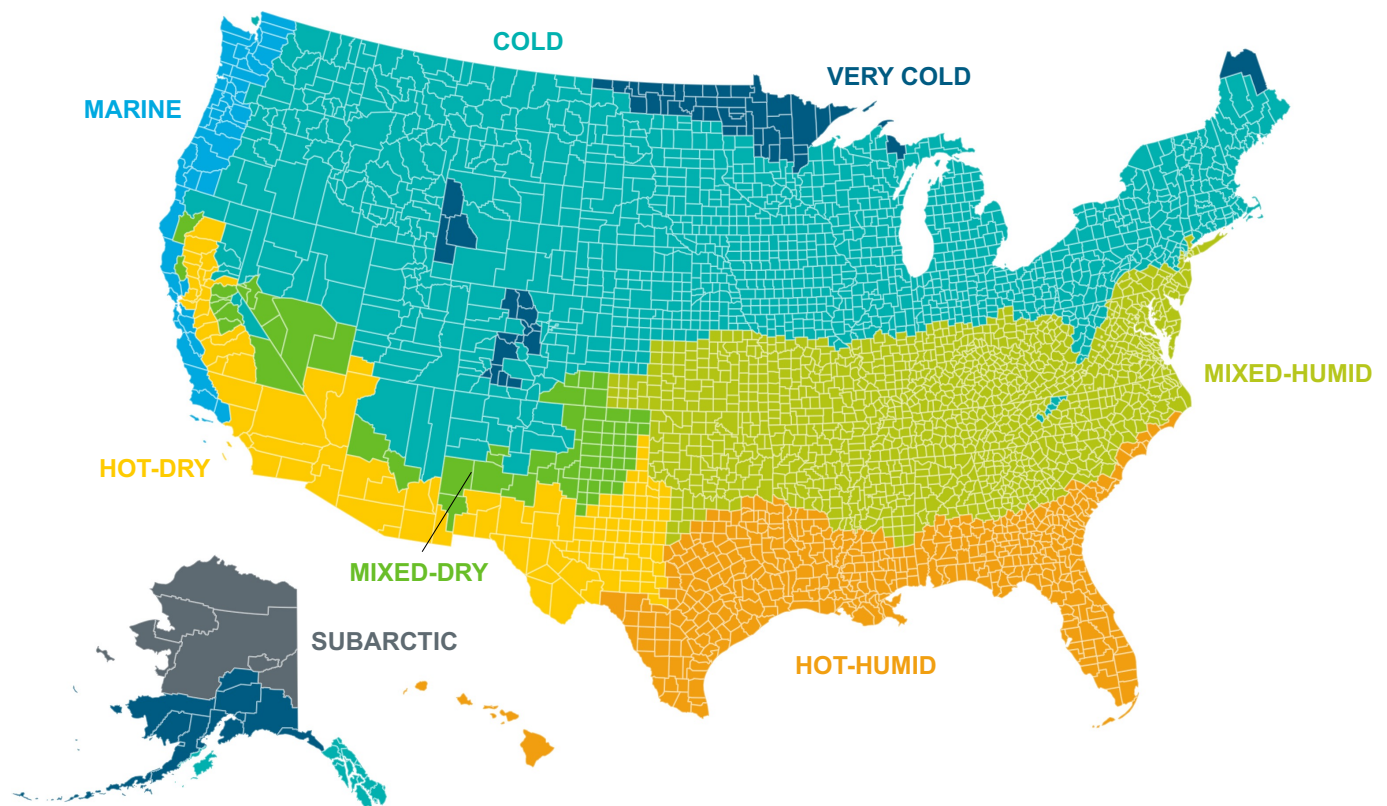 COLD
VERY COLD
MARINE
MIXED-HUMID
HOT-DRY
MIXED-DRY
SUBARCTIC
HOT-HUMID